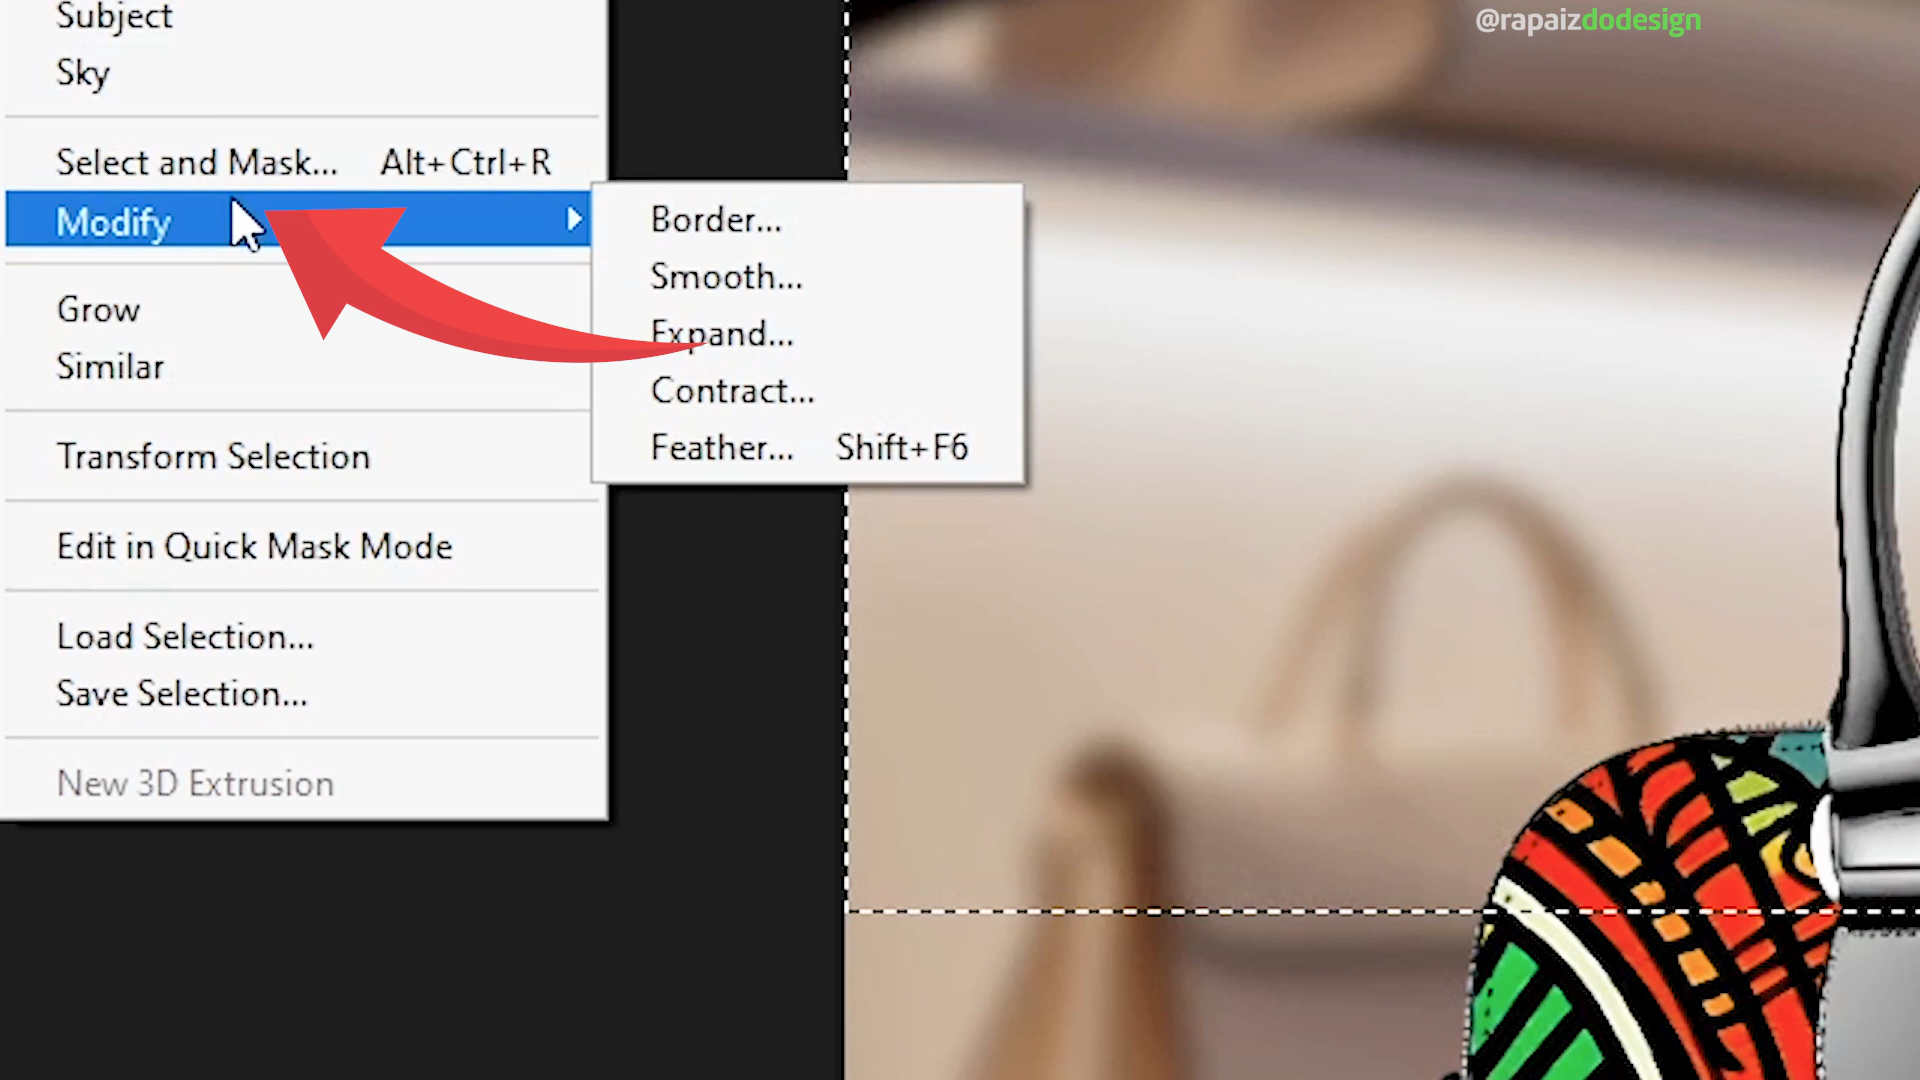 @rapaizdodesign
Subject
Sky
Select and Mask... Alt+Ctrl+R
Modify
Border...
Smooth...
Expand...
Contract...
Feather... Shift+F6
Grow
Similar
Transform Selection
Edit in Quick Mask Mode
Load Selection...
Save Selection...
New 3D Extrusion